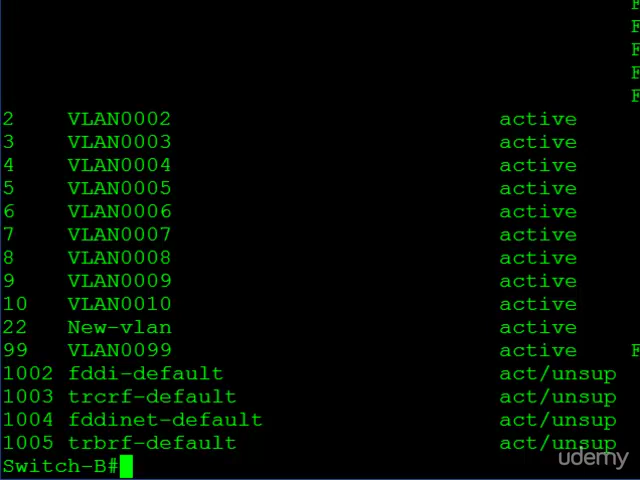 F
F
F
F
F
2 VLAN0002 active
3 VLAN0003 active
4 VLAN0004 active
5 VLAN0005 active
6 VLAN0006 active
7 VLAN0007 active
8 VLAN0008 active
9 VLAN0009 active
10 VLAN0010 active
22 New-vlan active
99 VLAN0099 active F
1002 fddi-default act/unsup
1003 trcrf-default act/unsup
1004 fddinet-default act/unsup
1005 trbrf-default act/unsup
Switch-B#
udemy